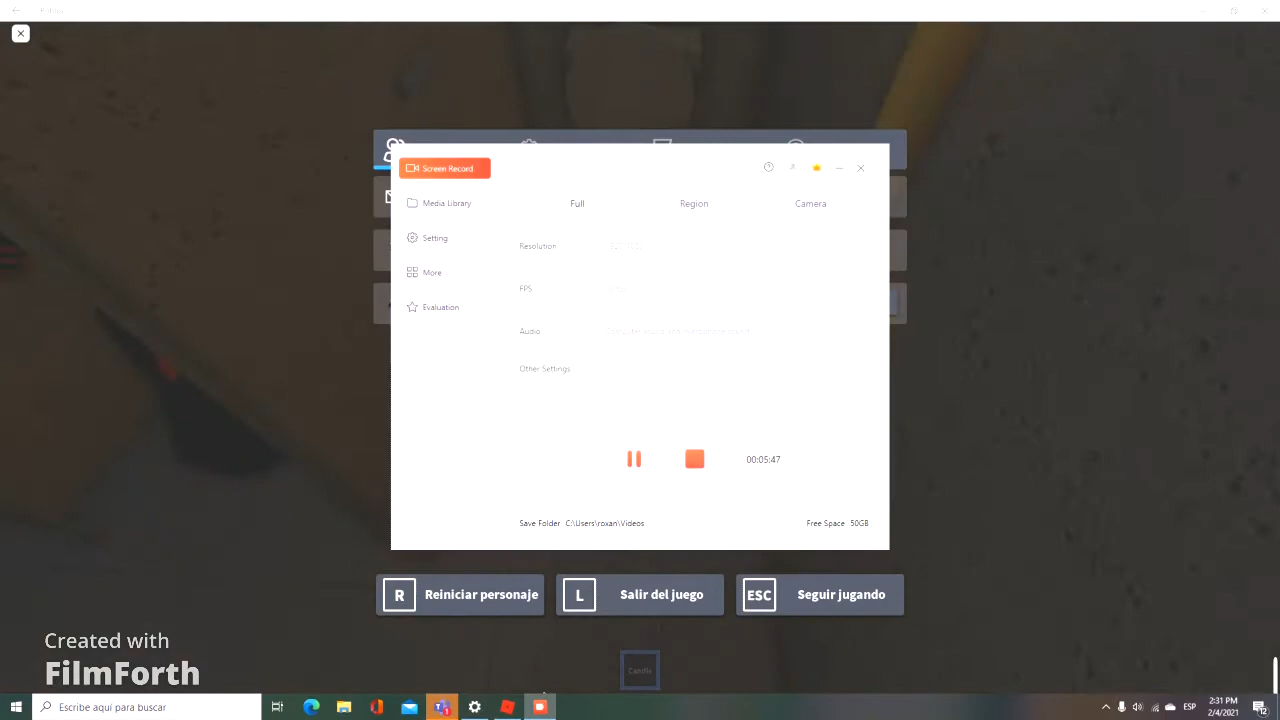 Screen Record
Media Library
Full
Region
Camera
Setting
Resolution
More
FPS
Evaluation
Audio
Other Settings
00:05:47
Save Folder C:\Users\roxan\Videos
Free Space 50GB
R Reiniciar personaje
L Salir del juego
ESC Seguir jugando
Created with
FilmForth
Candle
Escribe aquí para buscar
ESP
2:31 PM
2/4/2021
12